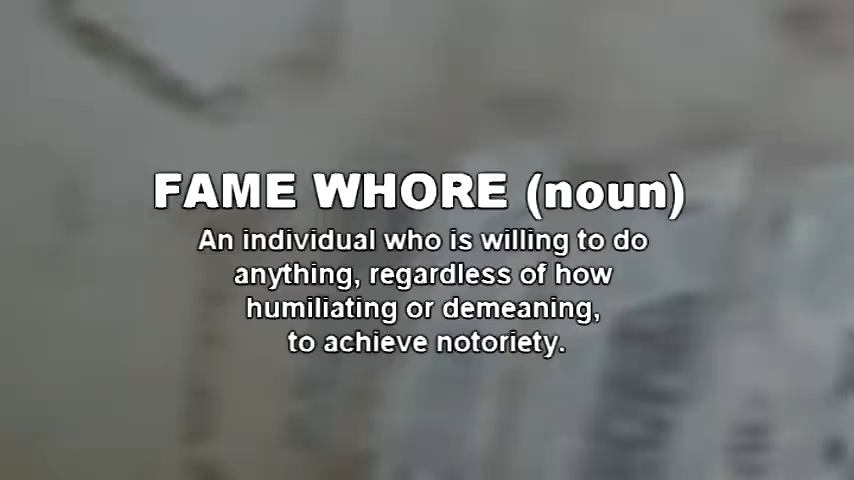 FAME WHORE (noun)
An individual who is willing to do
anything, regardless of how
humiliating or demeaning,
to achieve notoriety.